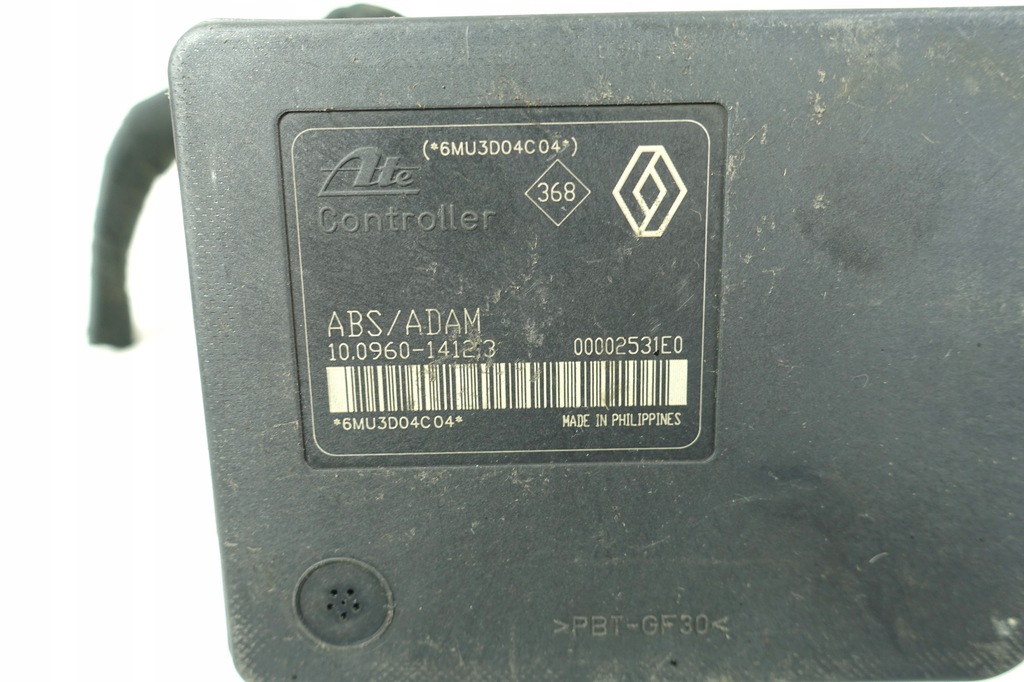 (*6MU3D04C04*)
Ate
368
Controller
ABS/ADAM
10.0960-1412.3 00002531E0
*6MU3D04C04* MADE IN PHILIPPINES
>PBT-GF30<